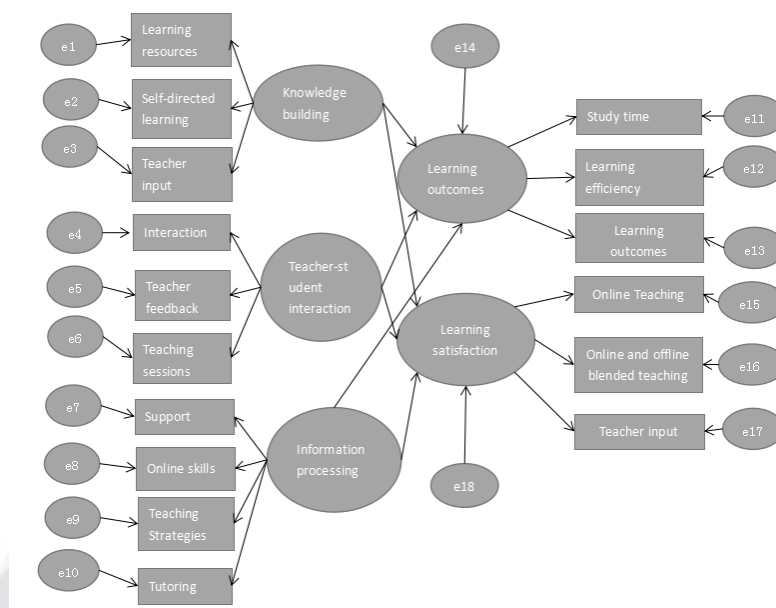 e1
Learning
resources
e2
Self-directed
learning
e3
Teacher
input
Knowledge
building
e4
Interaction
e5
Teacher
feedback
e6
Teaching
sessions
Teacher-st
udent
interaction
e7
Support
e8
Online skills
e9
Teaching
Strategies
e10
Tutoring
Information
processing
e14
Learning
outcomes
Learning
satisfaction
e18
Study time
e11
Learning
efficiency
e12
Learning
outcomes
e13
Online Teaching
e15
Online and offline
blended teaching
e16
Teacher input
e17